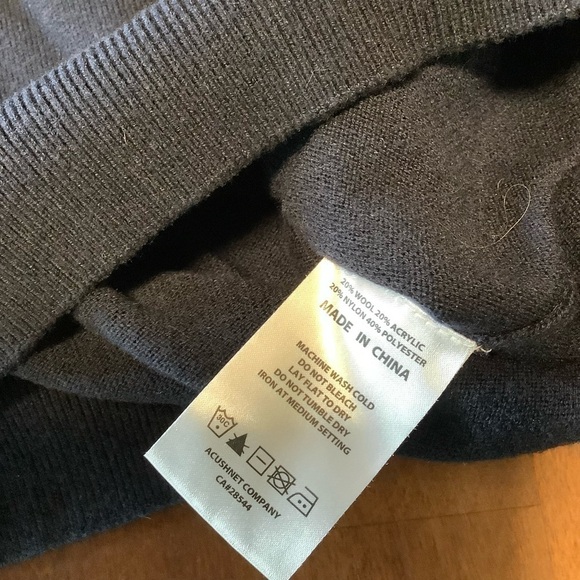 20% WOOL 20% ACRYLIC
20% NYLON 40% POLYESTER
MADE IN CHINA
MACHINE WASH COLD
DO NOT BLEACH
LAY FLAT TO DRY
DO NOT TUMBLE DRY
IRON AT MEDIUM SETTING
30C
ACUSHNET COMPANY
CA#28544